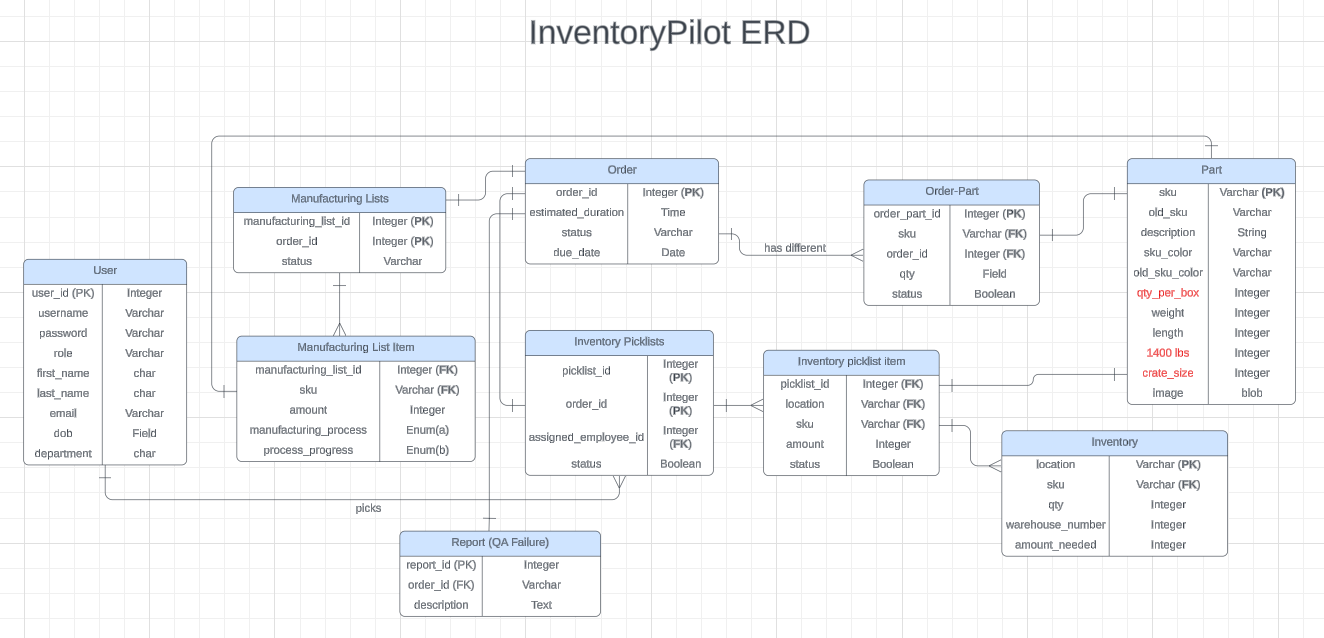 InventoryPilot ERD
Manufacturing Lists
manufacturing_list_id Integer (PK)
order_id Integer (PK)
status Varchar
Order
order_id Integer (PK)
estimated_duration Time
status Varchar
due_date Date
has different
Order-Part
order_part_id Integer (PK)
sku Varchar (FK)
order_id Integer (FK)
qty Field
status Boolean
Part
sku Varchar (PK)
old_sku Varchar
description String
sku_color Varchar
old_sku_color Varchar
qty_per_box Integer
weight Integer
length Integer
1400 lbs Integer
crate_size Integer
image blob
User
user_id (PK) Integer
username Varchar
password Varchar
role Varchar
first_name char
last_name char
email Varchar
dob Field
department char
Manufacturing List Item
manufacturing_list_id Integer (FK)
sku Varchar (FK)
amount Integer
manufacturing_process Enum(a)
process_progress Enum(b)
Inventory Picklists
picklist_id Integer
(PK)
order_id Integer
(PK)
assigned_employee_id Integer
(FK)
status Boolean
Inventory picklist item
picklist_id Integer (FK)
location Varchar (FK)
sku Varchar (FK)
amount Integer
status Boolean
Inventory
location Varchar (PK)
sku Varchar (FK)
qty Integer
warehouse_number Integer
amount_needed Integer
picks
Report (QA Failure)
report_id (PK) Integer
order_id (FK) Varchar
description Text